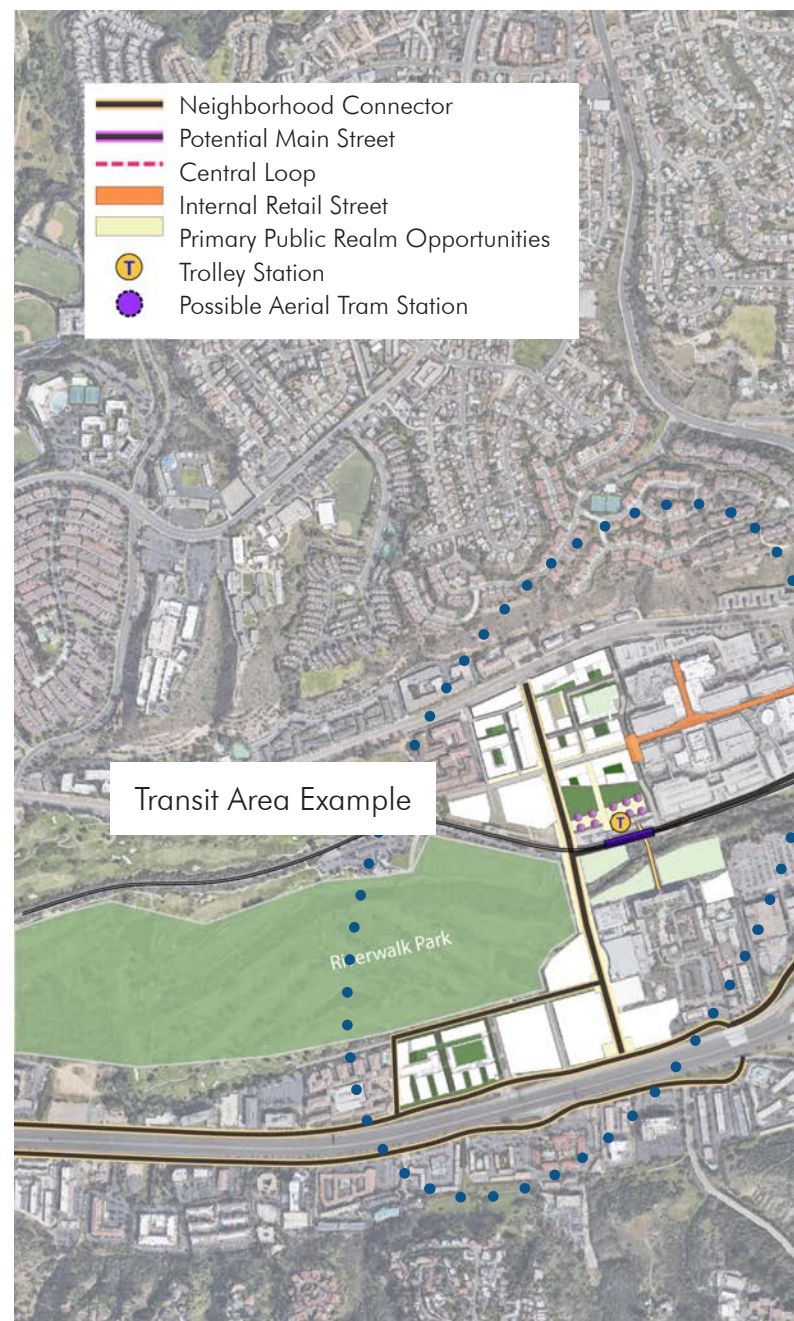 Neighborhood Connector
Potential Main Street
Central Loop
Internal Retail Street
Primary Public Realm Opportunities
T
Trolley Station
Possible Aerial Tram Station
Transit Area Example
T
Riverwalk Park